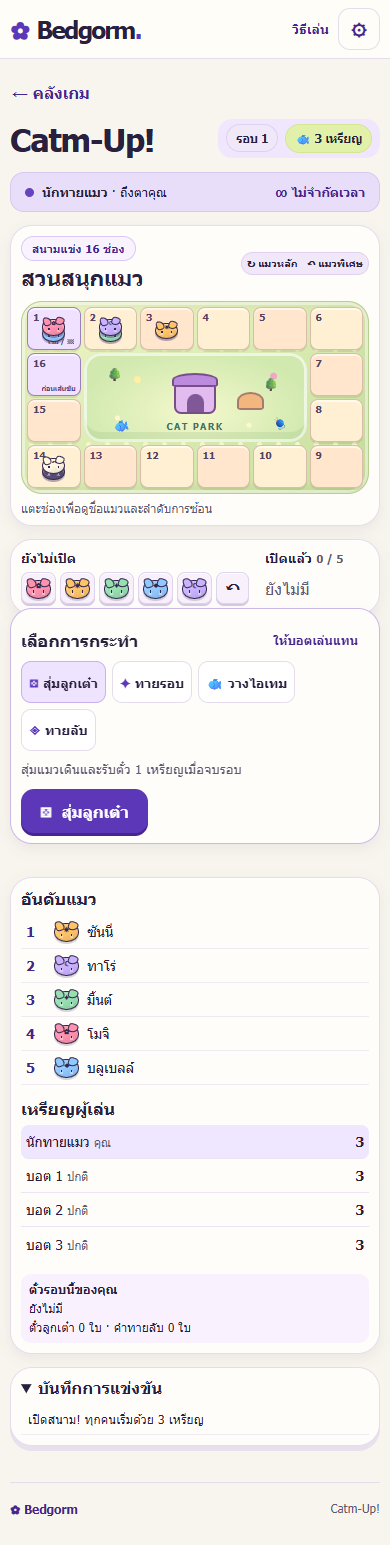 Bedgorm.
วิธีเล่น
← คลังเกม
Catm-Up!
รอบ 1
3 เหรียญ
นักทายแมว · ถึงตาคุณ
∞ ไม่จำกัดเวลา
สนามแข่ง 16 ช่อง
สวนสนุกแมว
↻ แมวหลัก ↶ แมวพิเศษ
1
2
3
4
5
6
16
ก่อนเส้นชัย
7
15
8
CAT PARK
14
13
12
11
10
9
แตะช่องเพื่อดูชื่อแมวและลำดับการซ้อน
ยังไม่เปิด
เปิดแล้ว 0 / 5
ยังไม่มี
เลือกการกระทำ
ให้บอตเล่นแทน
สุ่มลูกเต๋า
ทายรอบ
วางไอเทม
ทายลับ
สุ่มแมวเดินและรับตั๋ว 1 เหรียญเมื่อจบรอบ
สุ่มลูกเต๋า
อันดับแมว
1 ซันนี่
2 ทาโร่
3 มิ้นต์
4 โมจิ
5 บลูเบลล์
เหรียญผู้เล่น
นักทายแมว คุณ 3
บอต 1 ปกติ 3
บอต 2 ปกติ 3
บอต 3 ปกติ 3
ตั๋วรอบนี้ของคุณ
ยังไม่มี
ตั๋วลูกเต๋า 0 ใบ · คำทายลับ 0 ใบ
▼ บันทึกการแข่งขัน
เปิดสนาม! ทุกคนเริ่มด้วย 3 เหรียญ
Bedgorm
Catm-Up!